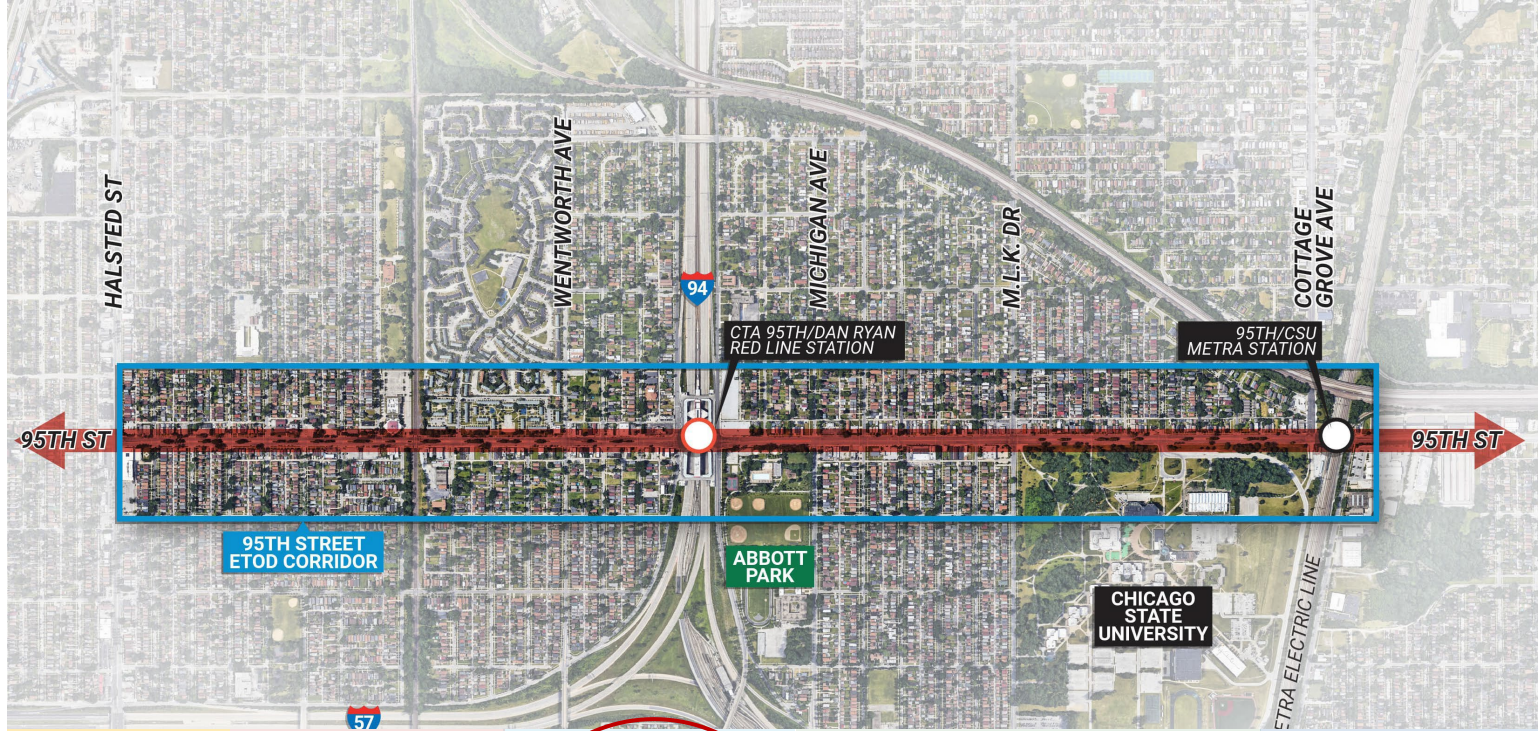 HALSTED ST
WENTWORTH AVE
MICHIGAN AVE
M.L.K. DR
COTTAGE
GROVE AVE
94
CTA 95TH/DAN RYAN
RED LINE STATION
95TH/CSU
METRA STATION
95TH ST
95TH ST
95TH STREET
ETOD CORRIDOR
ABBOTT
PARK
CHICAGO
STATE
UNIVERSITY
ETRA ELECTRIC LINE
57